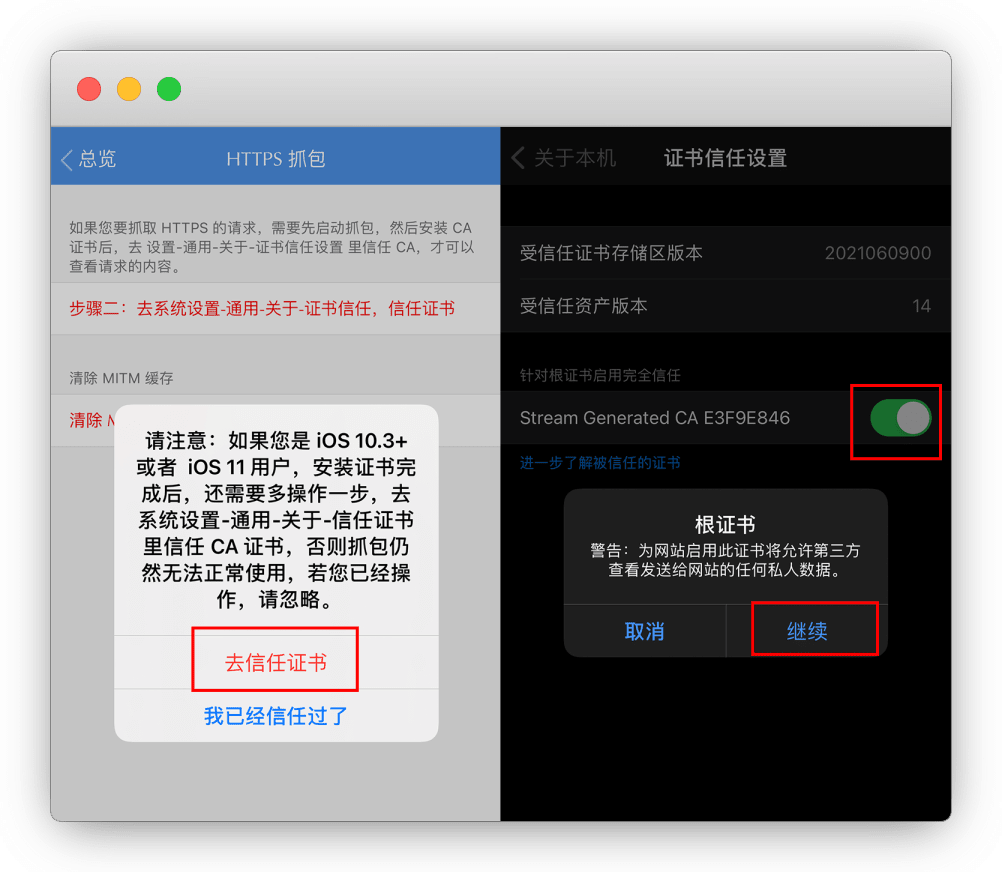 总览
HTTPS 抓包
如果您要抓取 HTTPS 的请求，需要先启动抓包，然后安装 CA
证书后，去 设置-通用-关于-证书信任设置 里信任 CA，才可以
查看请求的内容。
步骤二：去系统设置-通用-关于-证书信任，信任证书
清除 MITM 缓存
清除
请注意：如果您是 iOS 10.3+
或者 iOS 11 用户，安装证书完
成后，还需要多操作一步，去
系统设置-通用-关于-信任证书
里信任 CA 证书，否则抓包仍
然无法正常使用，若您已经操
作，请忽略。
去信任证书
我已经信任过了
关于本机
证书信任设置
受信任证书存储区版本 2021060900
受信任资产版本 14
针对根证书启用完全信任
Stream Generated CA E3F9E846
进一步了解被信任的证书
根证书
警告：为网站启用此证书将允许第三方
查看发送给网站的任何私人数据。
取消
继续